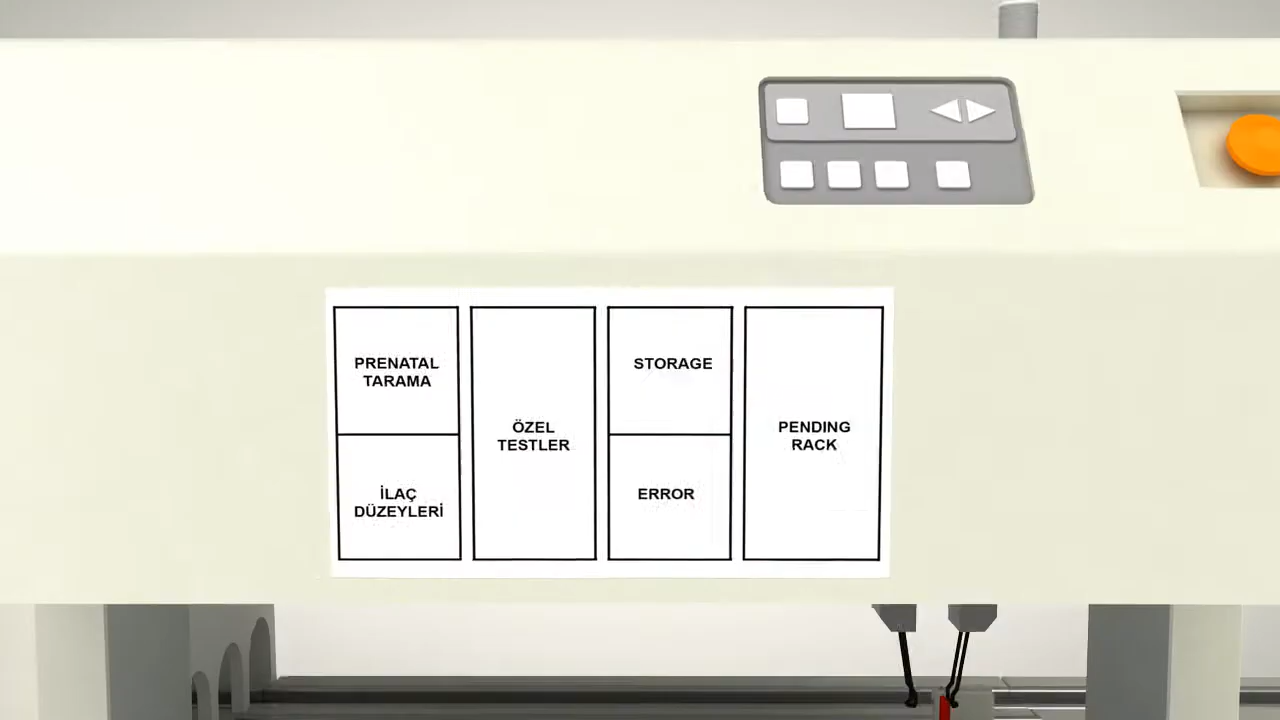 PRENATAL
TARAMA
İLAÇ
DÜZEYLERİ
ÖZEL
TESTLER
STORAGE
ERROR
PENDING
RACK